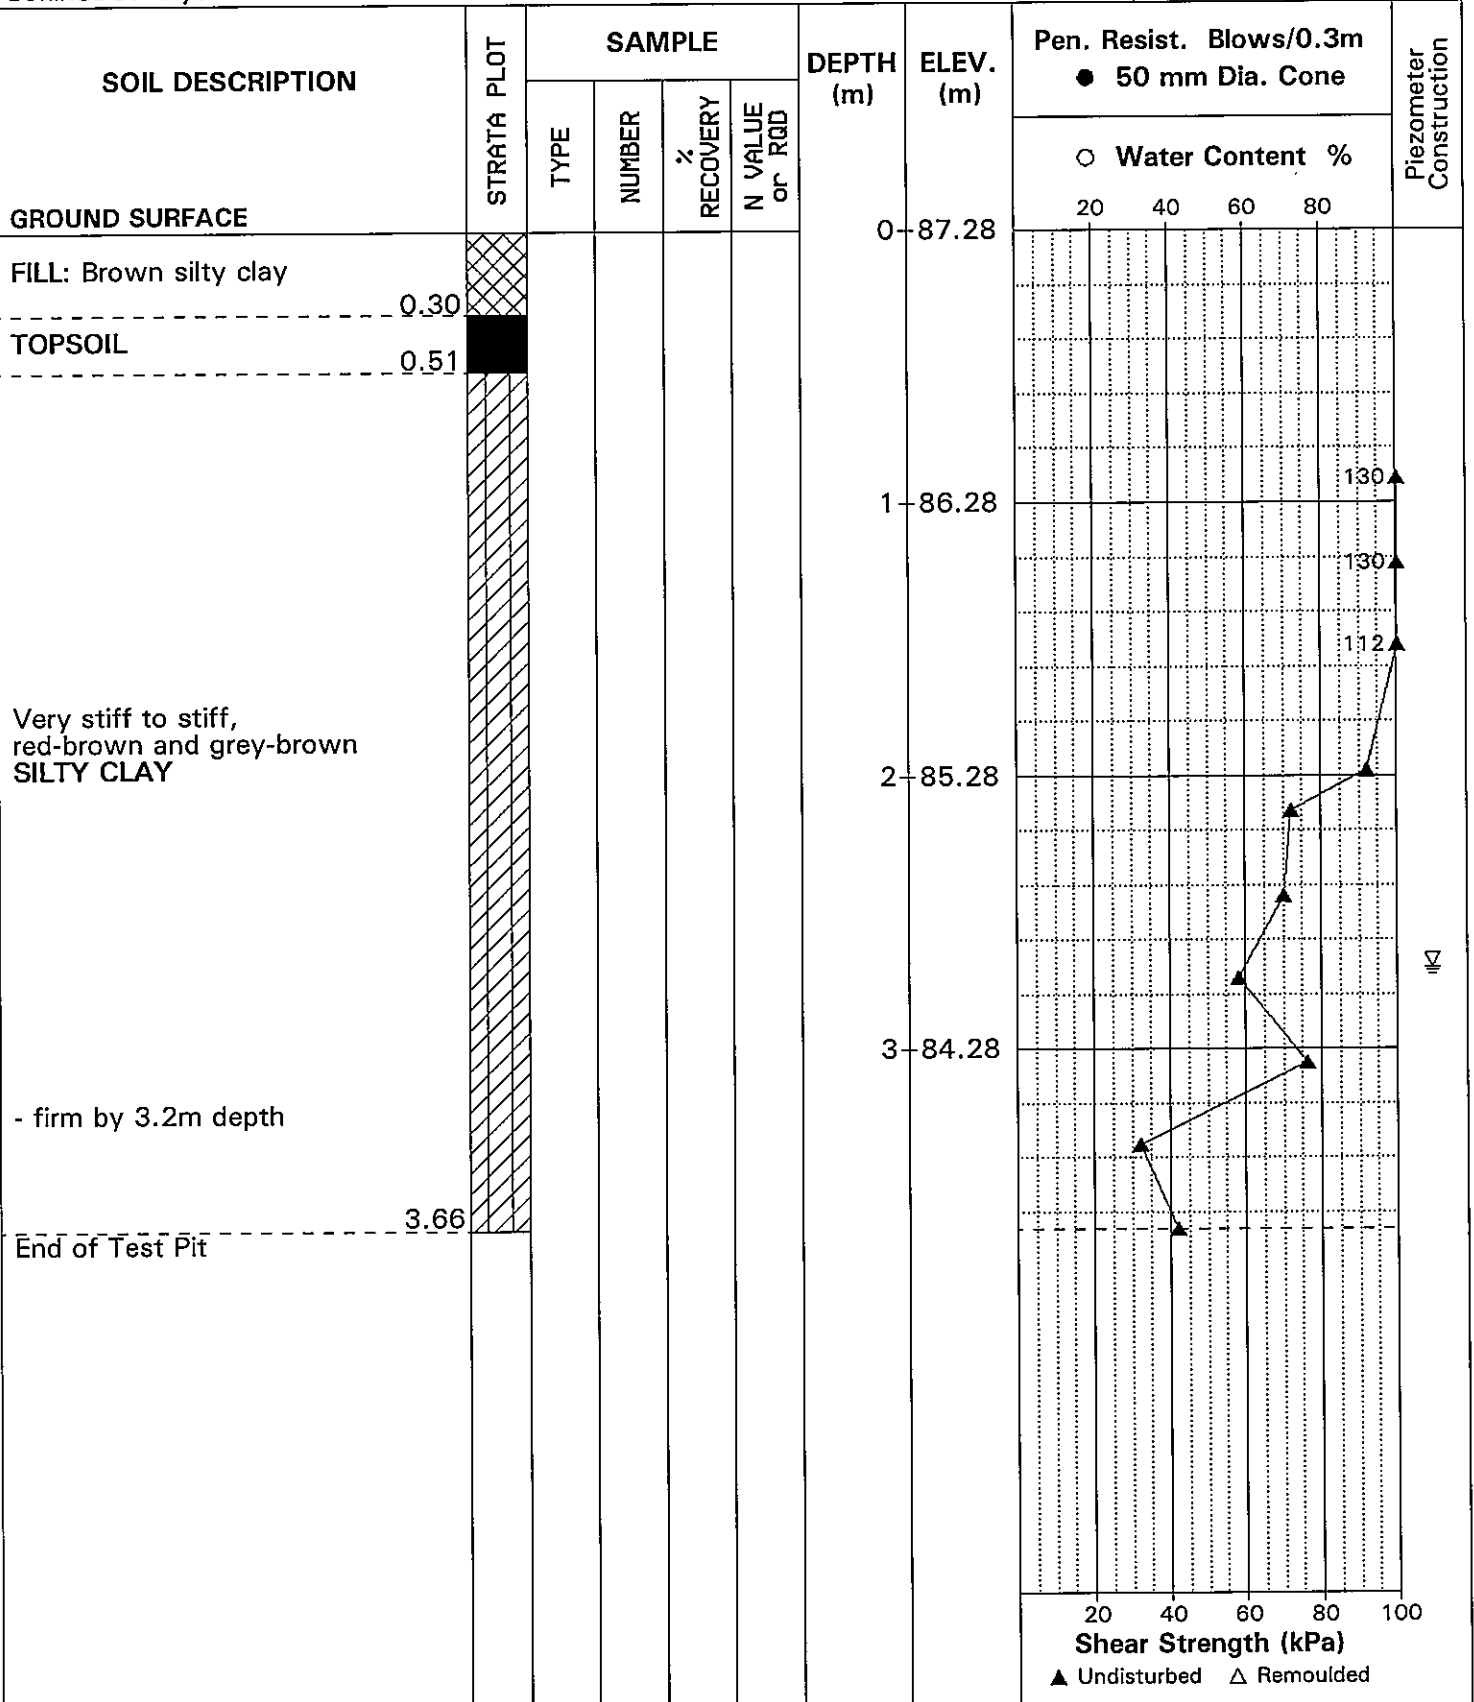 SOIL DESCRIPTION
GROUND SURFACE
STRATA PLOT
SAMPLE
TYPE
NUMBER
%
RECOVERY
N VALUE
or RQD
DEPTH
(m)
ELEV.
(m)
Pen. Resist. Blows/0.3m
● 50 mm Dia. Cone
○ Water Content %
20 40 60 80
Piezometer
Construction
0 87.28
FILL: Brown silty clay
0.30
TOPSOIL
0.51
130
1 86.28
130
112
Very stiff to stiff,
red-brown and grey-brown
SILTY CLAY
2 85.28
3 84.28
- firm by 3.2m depth
3.66
End of Test Pit
20 40 60 80 100
Shear Strength (kPa)
▲ Undisturbed △ Remoulded